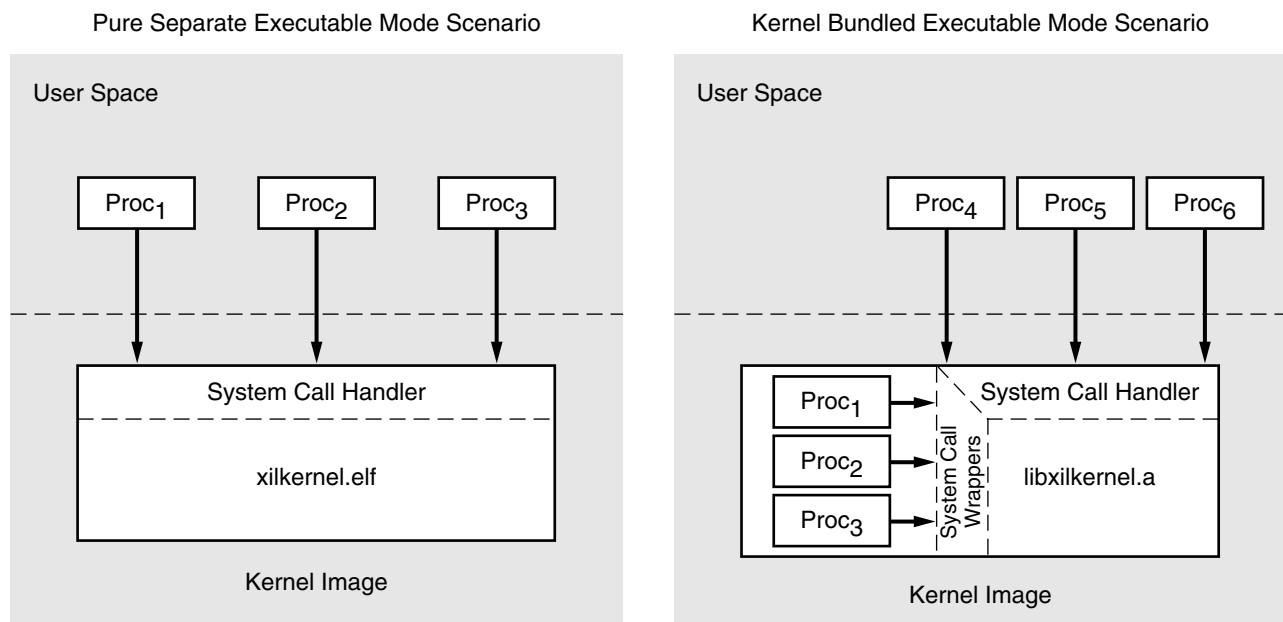 Pure Separate Executable Mode Scenario
User Space
Proc1
Proc2
Proc3
System Call Handler
xilkernel.elf
Kernel Image
Kernel Bundled Executable Mode Scenario
User Space
Proc4
Proc5
Proc6
Proc1
Proc2
Proc3
System Call
Wrappers
System Call Handler
libxilkernel.a
Kernel Image